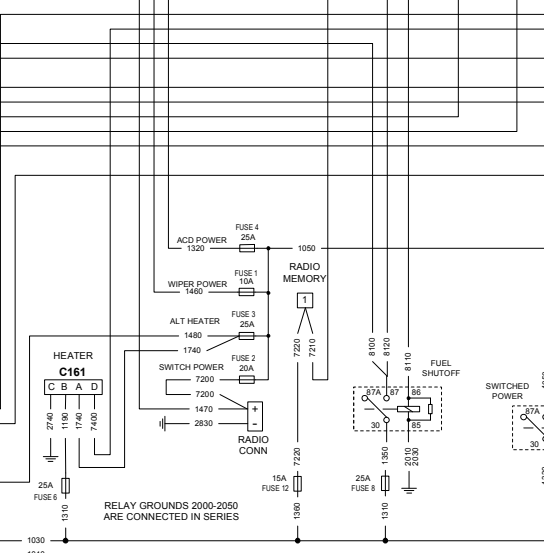 FUSE 4
25A
ACD POWER
1320
1050
RADIO
MEMORY
1
FUSE 1
10A
WIPER POWER
1460
FUSE 3
25A
ALT HEATER
1480
1740
FUSE 2
20A
SWITCH POWER
7200
7200
1470
2830
+
-
RADIO
CONN
7220
7210
7220
15A
FUSE 12
1360
HEATER
C161
C B A D
2740
1190
1740
7400
25A
FUSE 6
1310
RELAY GROUNDS 2000-2050
ARE CONNECTED IN SERIES
8100
8120
8110
FUEL
SHUTOFF
87A
87
86
30
85
1350
2010
2030
25A
FUSE 8
1310
SWITCHED
POWER
87A
30
1030